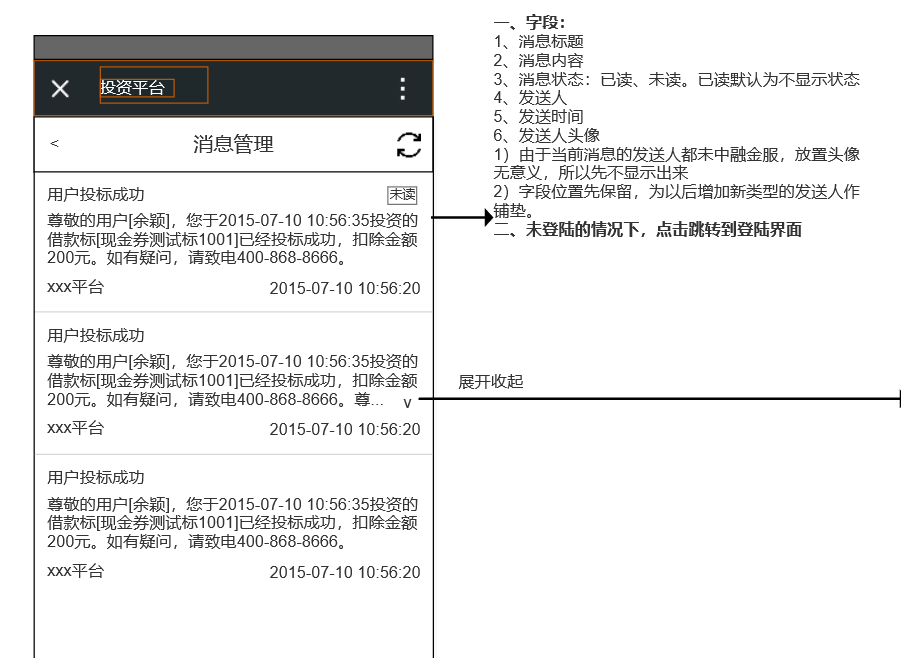 投资平台
<
消息管理
用户投标成功
未读
尊敬的用户[余颖]，您于2015-07-10 10:56:35投资的
借款标[现金券测试标1001]已经投标成功，扣除金额
200元。如有疑问，请致电400-868-8666。
xxx平台
2015-07-10 10:56:20
用户投标成功
尊敬的用户[余颖]，您于2015-07-10 10:56:35投资的
借款标[现金券测试标1001]已经投标成功，扣除金额
200元。如有疑问，请致电400-868-8666。尊...
v
xxx平台
2015-07-10 10:56:20
用户投标成功
尊敬的用户[余颖]，您于2015-07-10 10:56:35投资的
借款标[现金券测试标1001]已经投标成功，扣除金额
200元。如有疑问，请致电400-868-8666。
xxx平台
2015-07-10 10:56:20
一、字段：
1、消息标题
2、消息内容
3、消息状态：已读、未读。已读默认为不显示状态
4、发送人
5、发送时间
6、发送人头像
1）由于当前消息的发送人都未中融金服，放置头像
无意义，所以先不显示出来
2）字段位置先保留，为以后增加新类型的发送人作
铺垫。
二、未登陆的情况下，点击跳转到登陆界面
展开收起